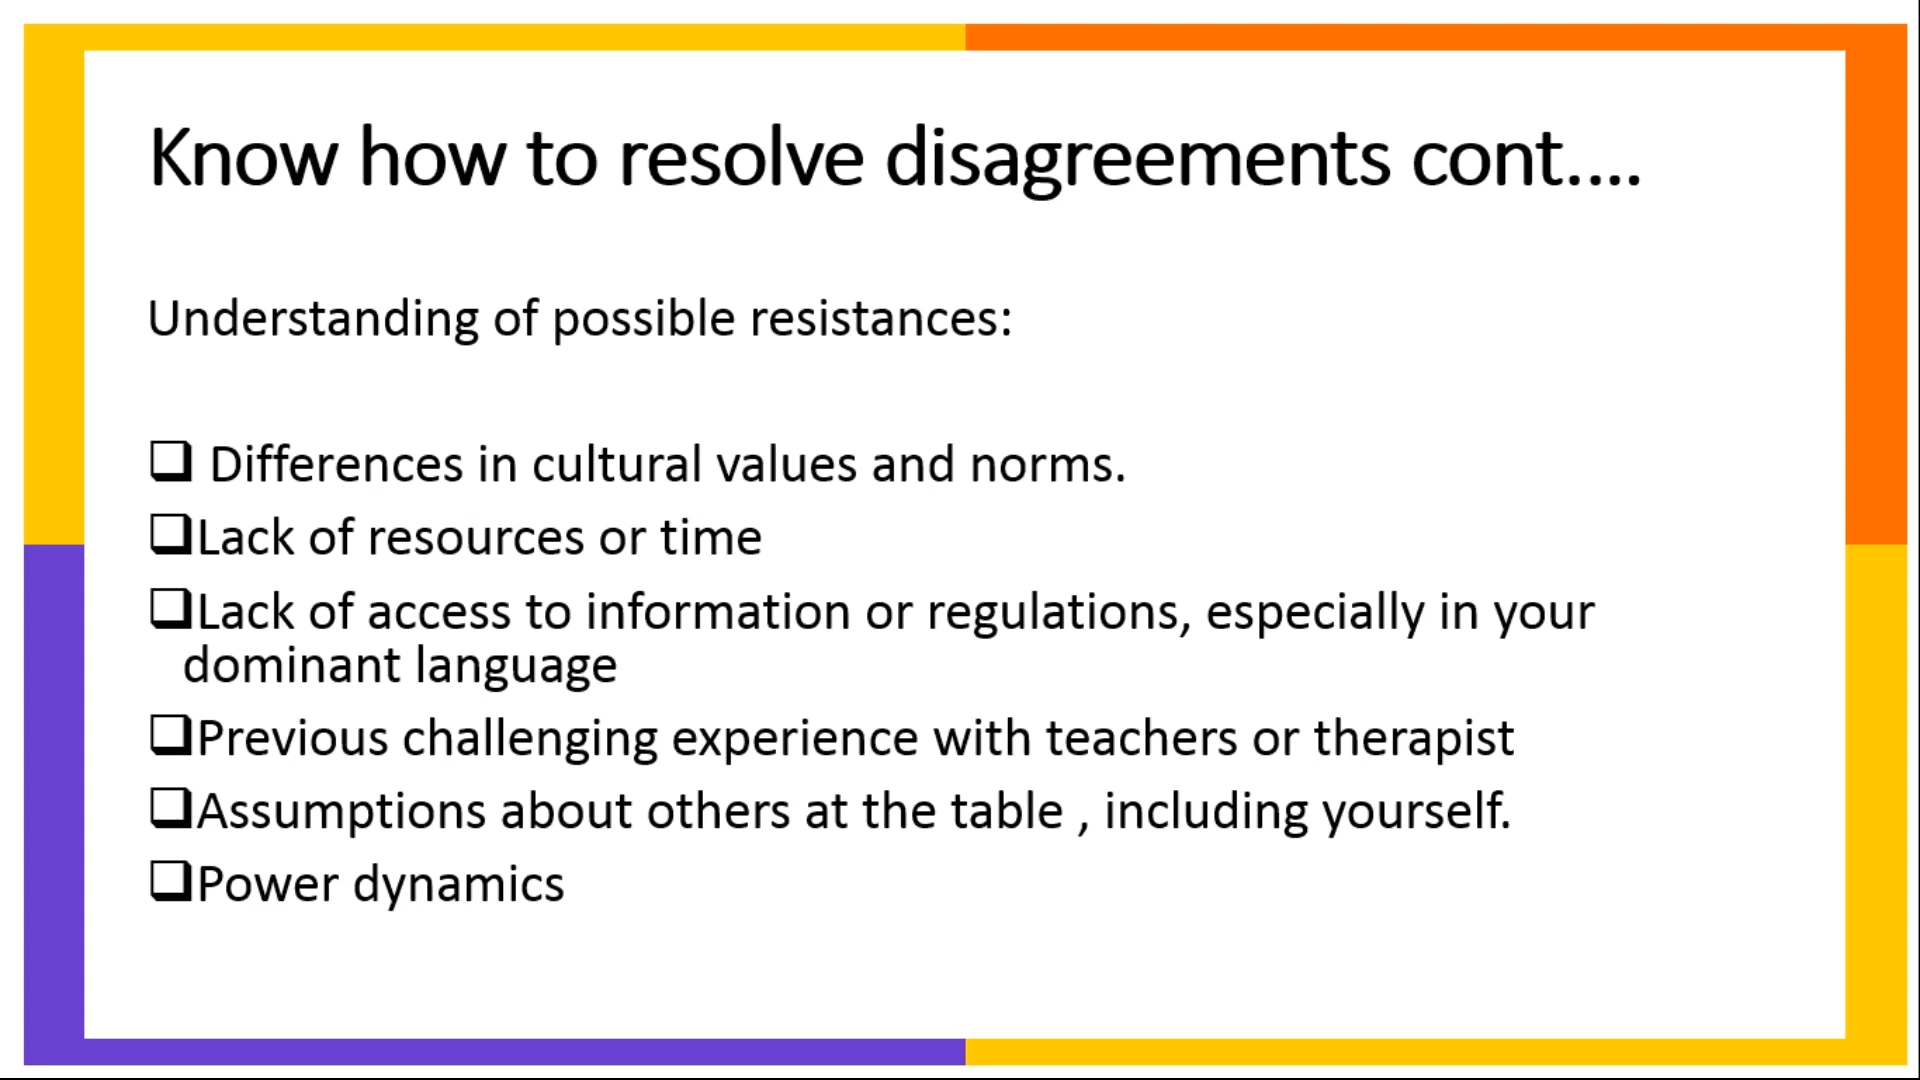 Know how to resolve disagreements cont....
Understanding of possible resistances:
❑ Differences in cultural values and norms.
❑Lack of resources or time
❑Lack of access to information or regulations, especially in your
dominant language
❑Previous challenging experience with teachers or therapist
❑Assumptions about others at the table , including yourself.
❑Power dynamics